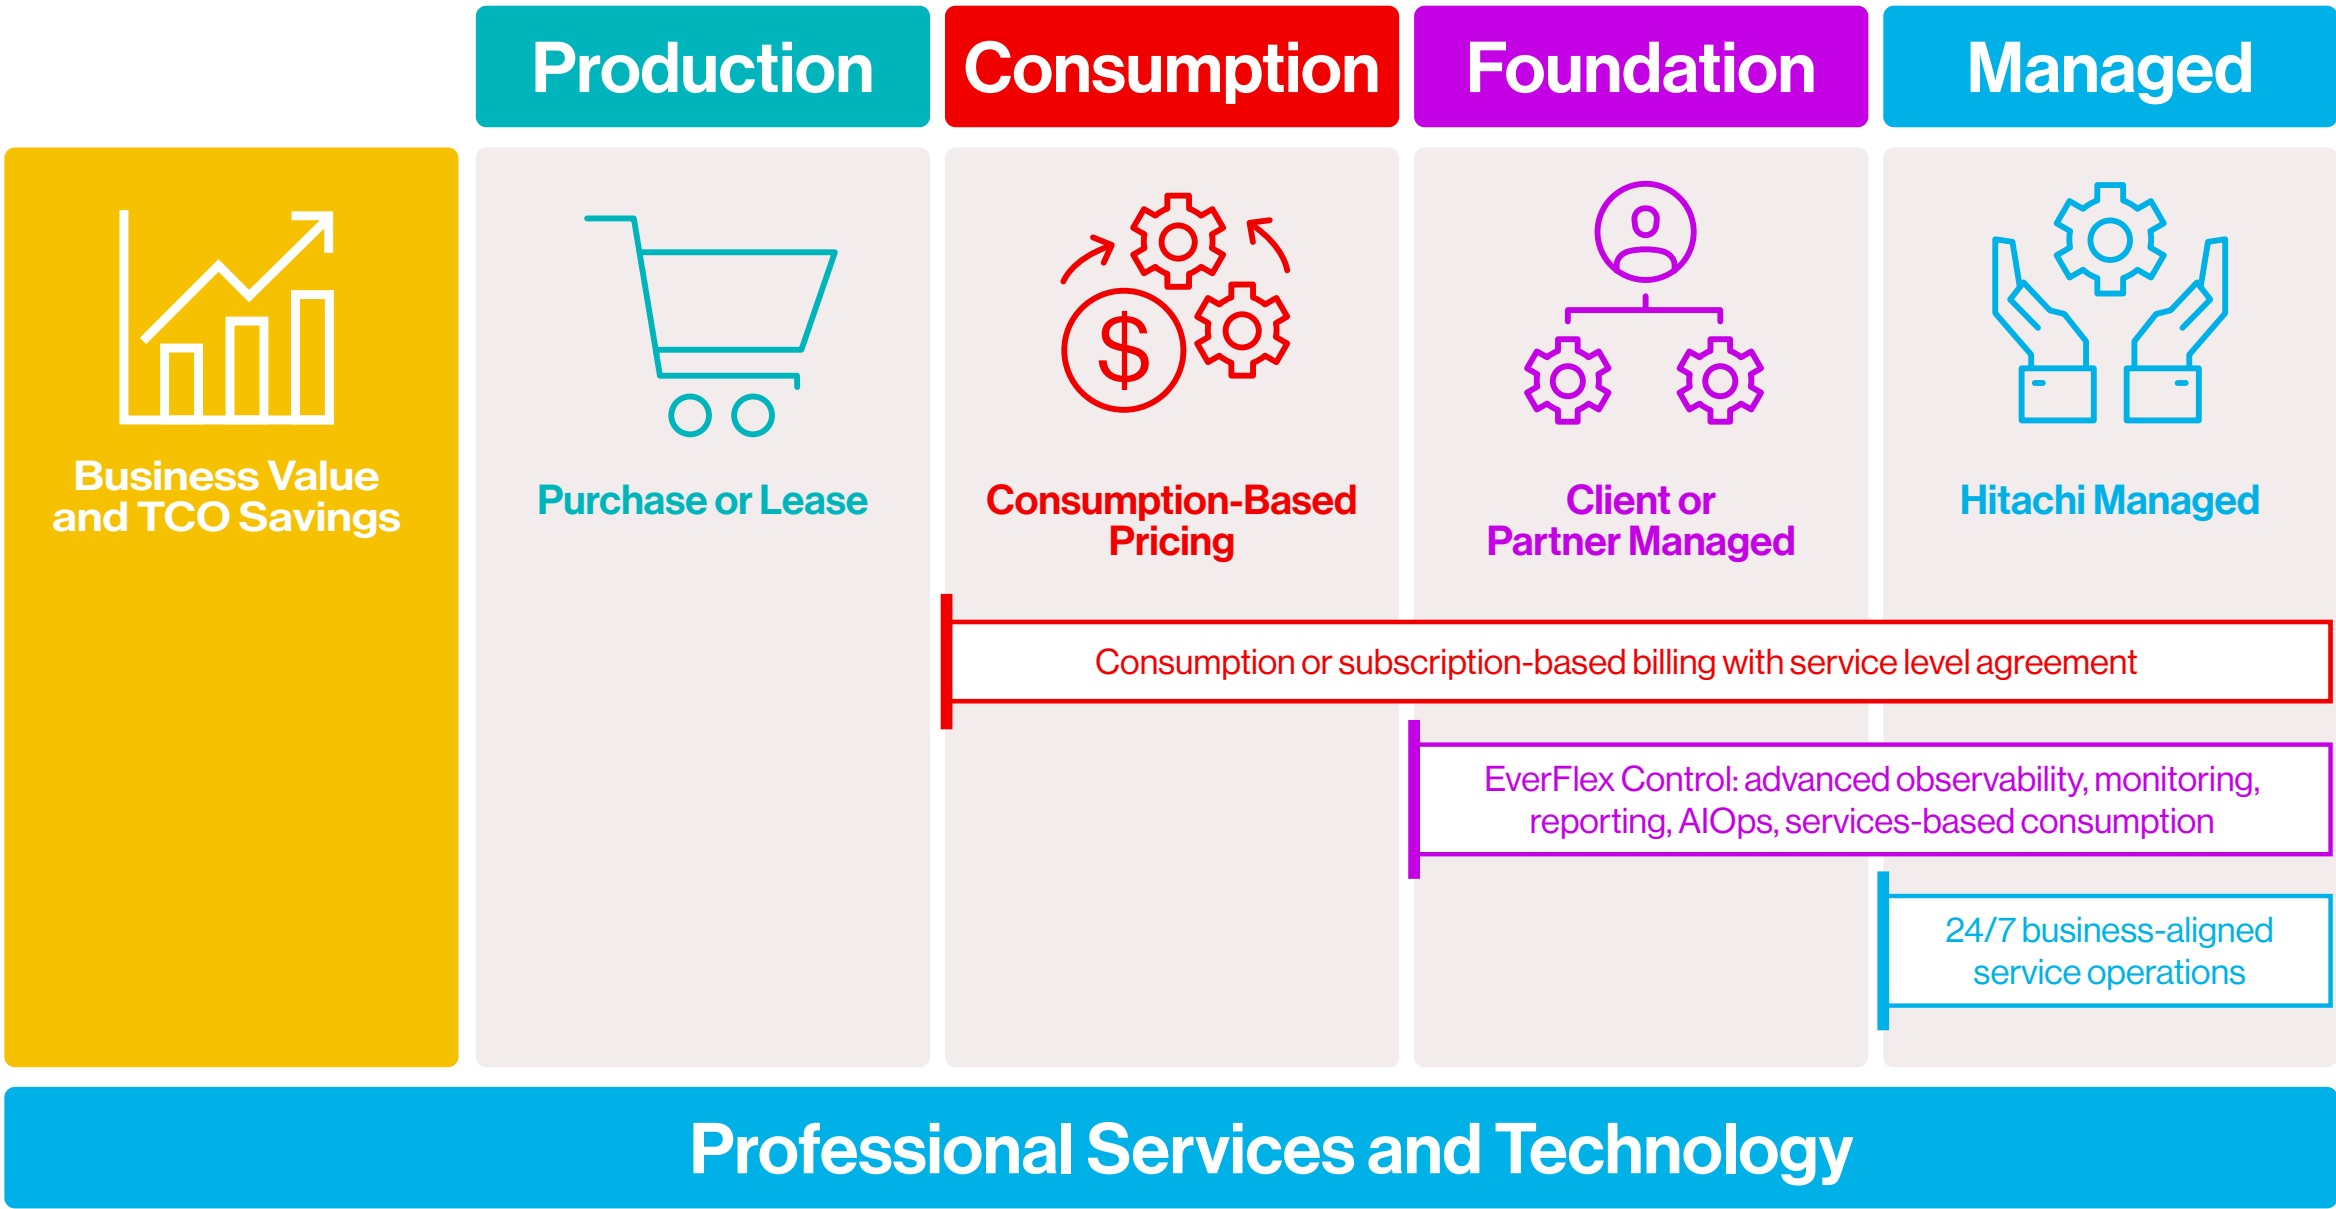 Production
Consumption
Foundation
Managed
Business Value
and TCO Savings
Purchase or Lease
$
Consumption-Based
Pricing
Client or
Partner Managed
Hitachi Managed
Consumption or subscription-based billing with service level agreement
EverFlex Control: advanced observability, monitoring,
reporting, AIOps, services-based consumption
24/7 business-aligned
service operations
Professional Services and Technology